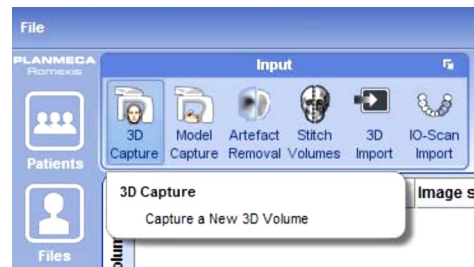 File
PLANMECA
Romexis
Input
3D Capture
Model Capture
Artefact Removal
Stitch Volumes
3D Import
IO-Scan Import
Patients
3D Capture
Capture a New 3D Volume
Image s
Files
olum